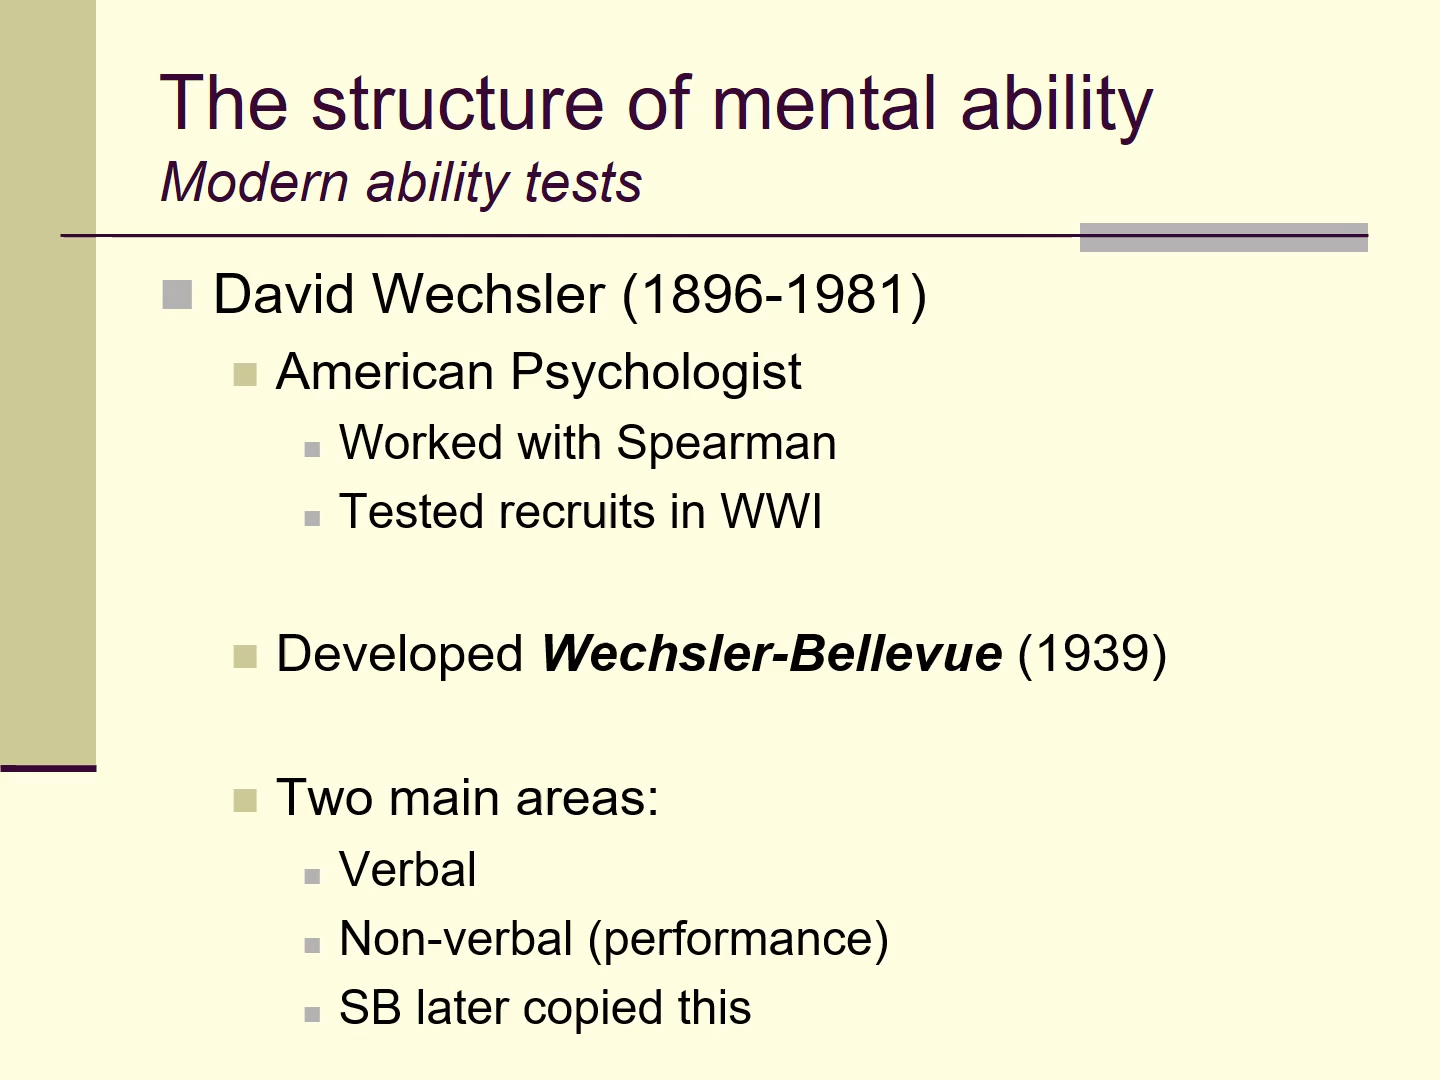 The structure of mental ability
Modern ability tests
David Wechsler (1896-1981)
American Psychologist
Worked with Spearman
Tested recruits in WWI
Developed Wechsler-Bellevue (1939)
Two main areas:
Verbal
Non-verbal (performance)
SB later copied this